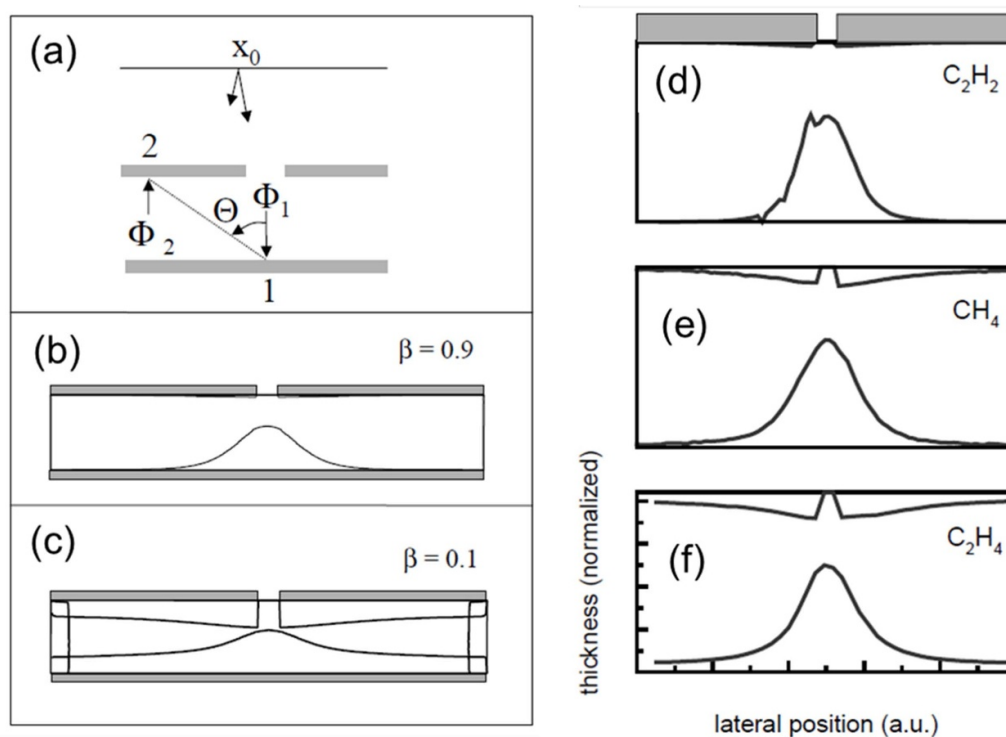 (a)
x₀
2
Θ
Φ₁
Φ₂
1
(b)
β = 0.9
(c)
β = 0.1
(d)
C₂H₂
(e)
CH₄
(f)
C₂H₄
thickness (normalized)
lateral position (a.u.)